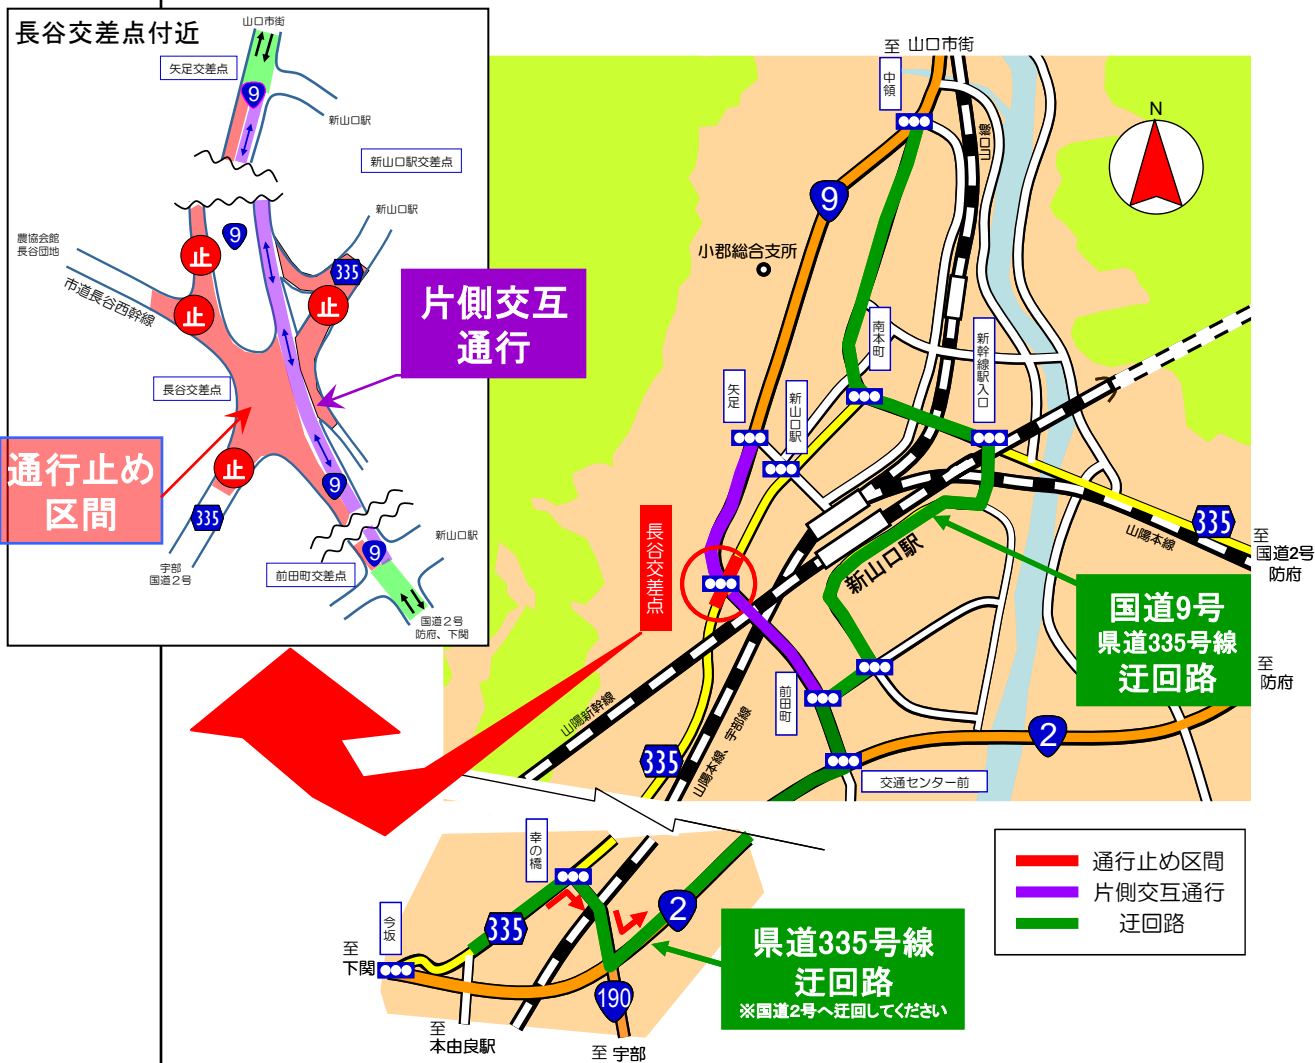 長谷交差点付近
山口市街
矢足交差点
9
新山口駅
新山口駅交差点
農協会館
長谷団地
市道長谷西幹線
9
新山口駅
335
止
止
止
片側交互
通行
長谷交差点
通行止め
区間
止
335
9
宇部
国道2号
9
新山口駅
前田町交差点
国道2号
防府、下関
至 山口市街
中領
山口線
N
9
小郡総合支所
南本町
新幹線駅入口
矢足
新山口駅
長谷交差点
新山口駅
山陽本線
335
至
国道2号
防府
国道9号
県道335号線
迂回路
至
防府
前田町
山陽新幹線
335
山陽本線、宇部線
2
交通センター前
幸の橋
今坂
335
2
至
下関
190
至
本由良駅
至 宇部
県道335号線
迂回路
※国道2号へ迂回してください
通行止め区間
片側交互通行
迂回路